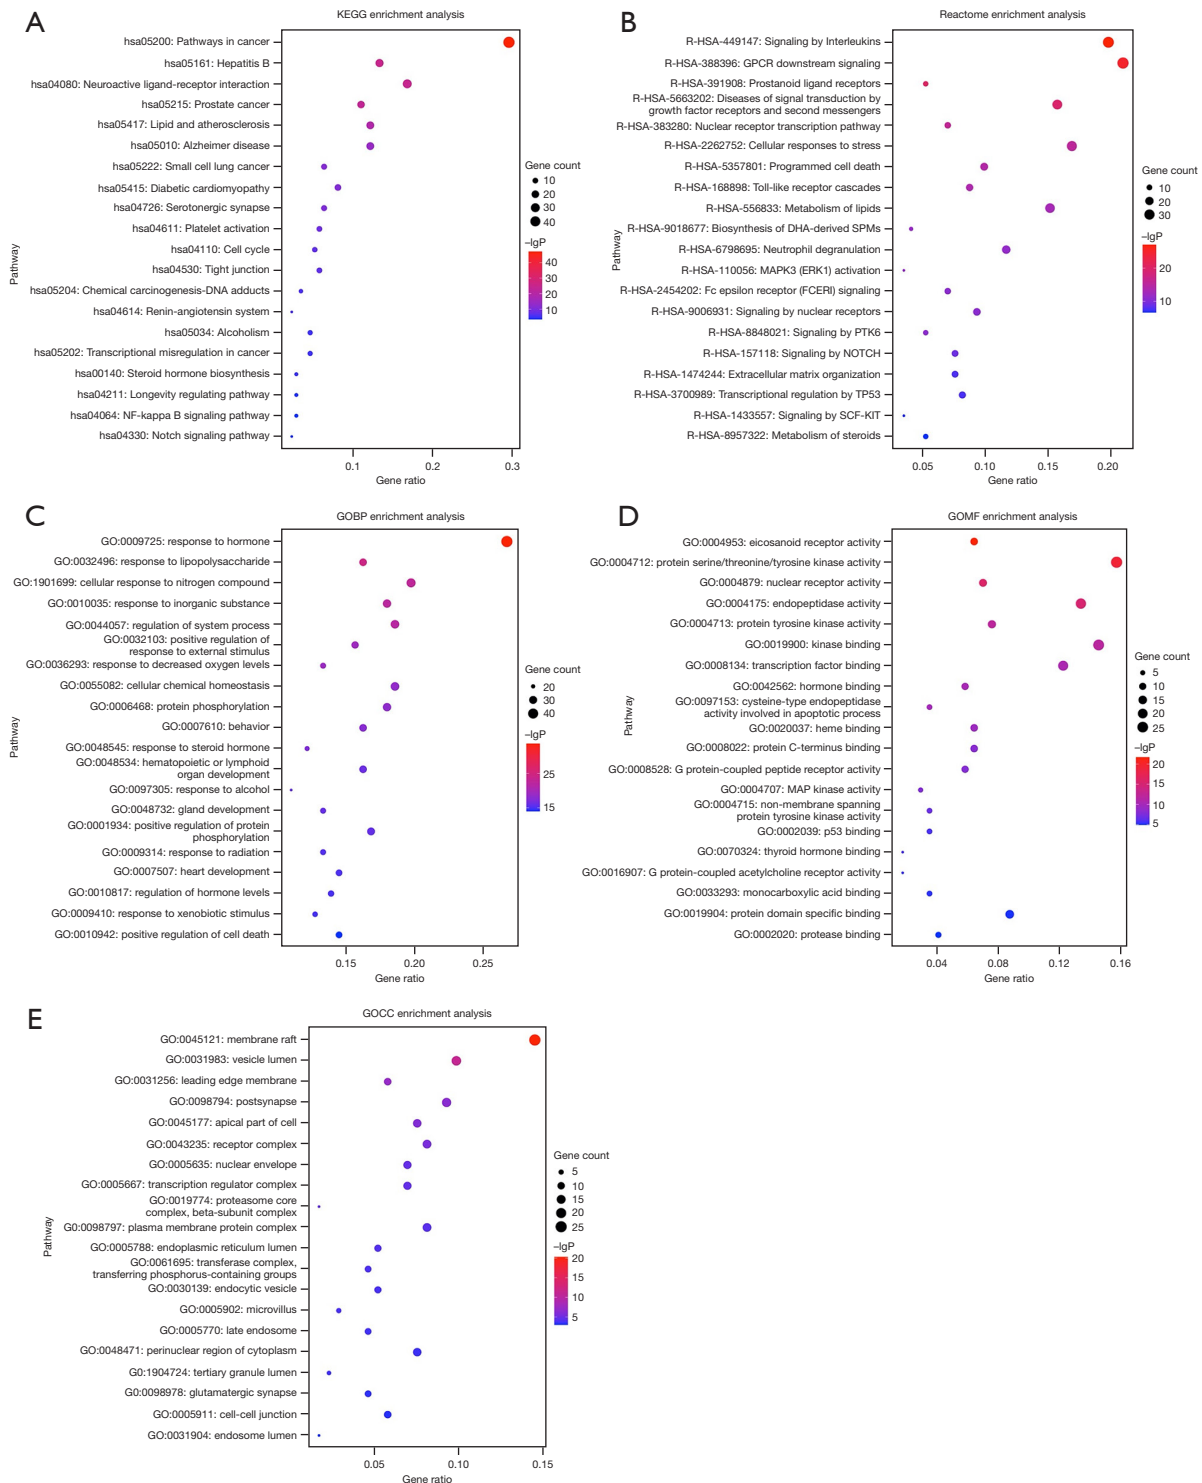 A
KEGG enrichment analysis
hsa05200: Pathways in cancer
hsa05161: Hepatitis B
hsa04080: Neuroactive ligand-receptor interaction
hsa05215: Prostate cancer
hsa05417: Lipid and atherosclerosis
hsa05010: Alzheimer disease
hsa05222: Small cell lung cancer
hsa05415: Diabetic cardiomyopathy
hsa04726: Serotonergic synapse
hsa04611: Platelet activation
hsa04110: Cell cycle
hsa04530: Tight junction
hsa05204: Chemical carcinogenesis-DNA adducts
hsa04614: Renin-angiotensin system
hsa05034: Alcoholism
hsa05202: Transcriptional misregulation in cancer
hsa00140: Steroid hormone biosynthesis
hsa04211: Longevity regulating pathway
hsa04064: NF-kappa B signaling pathway
hsa04330: Notch signaling pathway
Pathway
0.1 0.2 0.3
Gene ratio
Gene count
10
20
30
40
–lgP
40
30
20
10
B
Reactome enrichment analysis
R-HSA-449147: Signaling by Interleukins
R-HSA-388396: GPCR downstream signaling
R-HSA-391908: Prostanoid ligand receptors
R-HSA-5663202: Diseases of signal transduction by
growth factor receptors and second messengers
R-HSA-383280: Nuclear receptor transcription pathway
R-HSA-2262752: Cellular responses to stress
R-HSA-5357801: Programmed cell death
R-HSA-168898: Toll-like receptor cascades
R-HSA-556833: Metabolism of lipids
R-HSA-9018677: Biosynthesis of DHA-derived SPMs
R-HSA-6798695: Neutrophil degranulation
R-HSA-110056: MAPK3 (ERK1) activation
R-HSA-2454202: Fc epsilon receptor (FCERI) signaling
R-HSA-9006931: Signaling by nuclear receptors
R-HSA-8848021: Signaling by PTK6
R-HSA-157118: Signaling by NOTCH
R-HSA-1474244: Extracellular matrix organization
R-HSA-3700989: Transcriptional regulation by TP53
R-HSA-1433557: Signaling by SCF-KIT
R-HSA-8957322: Metabolism of steroids
Pathway
0.05 0.10 0.15 0.20
Gene ratio
Gene count
10
20
30
–lgP
20
10
C
GOBP enrichment analysis
GO:0009725: response to hormone
GO:0032496: response to lipopolysaccharide
GO:1901699: cellular response to nitrogen compound
GO:0010035: response to inorganic substance
GO:0044057: regulation of system process
GO:0032103: positive regulation of
response to external stimulus
GO:0036293: response to decreased oxygen levels
GO:0055082: cellular chemical homeostasis
GO:0006468: protein phosphorylation
GO:0007610: behavior
GO:0048545: response to steroid hormone
GO:0048534: hematopoietic or lymphoid
organ development
GO:0097305: response to alcohol
GO:0048732: gland development
GO:0001934: positive regulation of protein
phosphorylation
GO:0009314: response to radiation
GO:0007507: heart development
GO:0010817: regulation of hormone levels
GO:0009410: response to xenobiotic stimulus
GO:0010942: positive regulation of cell death
Pathway
0.15 0.20 0.25
Gene ratio
Gene count
20
30
40
–lgP
25
15
D
GOMF enrichment analysis
GO:0004953: eicosanoid receptor activity
GO:0004712: protein serine/threonine/tyrosine kinase activity
GO:0004879: nuclear receptor activity
GO:0004175: endopeptidase activity
GO:0004713: protein tyrosine kinase activity
GO:0019900: kinase binding
GO:0008134: transcription factor binding
GO:0042562: hormone binding
GO:0097153: cysteine-type endopeptidase
activity involved in apoptotic process
GO:0020037: heme binding
GO:0008022: protein C-terminus binding
GO:0008528: G protein-coupled peptide receptor activity
GO:0004707: MAP kinase activity
GO:0004715: non-membrane spanning
protein tyrosine kinase activity
GO:0002039: p53 binding
GO:0070324: thyroid hormone binding
GO:0016907: G protein-coupled acetylcholine receptor activity
GO:0033293: monocarboxylic acid binding
GO:0019904: protein domain specific binding
GO:0002020: protease binding
Pathway
0.04 0.08 0.12 0.16
Gene ratio
Gene count
5
10
15
20
25
–lgP
20
15
10
5
E
GOCC enrichment analysis
GO:0045121: membrane raft
GO:0031983: vesicle lumen
GO:0031256: leading edge membrane
GO:0098794: postsynapse
GO:0045177: apical part of cell
GO:0043235: receptor complex
GO:0005635: nuclear envelope
GO:0005667: transcription regulator complex
GO:0019774: proteasome core
complex, beta-subunit complex
G0:0098797: plasma membrane protein complex
GO:0005788: endoplasmic reticulum lumen
GO:0061695: transferase complex,
transferring phosphorus-containing groups
GO:0030139: endocytic vesicle
GO:0005902: microvillus
GO:0005770: late endosome
GO:0048471: perinuclear region of cytoplasm
G0:1904724: tertiary granule lumen
G0:0098978: glutamatergic synapse
GO:0005911: cell-cell junction
GO:0031904: endosome lumen
Pathway
0.05 0.10 0.15
Gene ratio
Gene count
5
10
15
20
25
–lgP
20
15
10
5